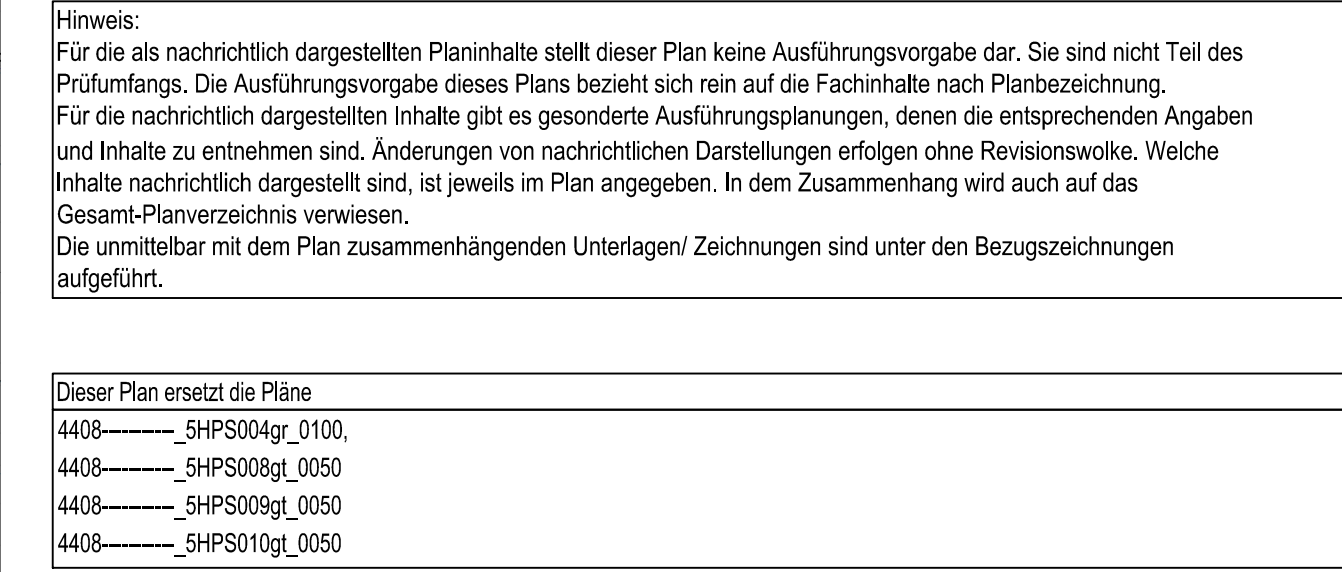 Hinweis:
Für die als nachrichtlich dargestellten Planinhalte stellt dieser Plan keine Ausführungsvorgabe dar. Sie sind nicht Teil des
Prüfumfangs. Die Ausführungsvorgabe dieses Plans bezieht sich rein auf die Fachinhalte nach Planbezeichnung.
Für die nachrichtlich dargestellten Inhalte gibt es gesonderte Ausführungsplanungen, denen die entsprechenden Angaben
und Inhalte zu entnehmen sind. Änderungen von nachrichtlichen Darstellungen erfolgen ohne Revisionswolke. Welche
Inhalte nachrichtlich dargestellt sind, ist jeweils im Plan angegeben. In dem Zusammenhang wird auch auf das
Gesamt-Planverzeichnis verwiesen.
Die unmittelbar mit dem Plan zusammenhängenden Unterlagen/ Zeichnungen sind unter den Bezugszeichnungen
aufgeführt.
Dieser Plan ersetzt die Pläne
4408-----------_5HPS004gr_0100,
4408-----------_5HPS008gt_0050
4408-----------_5HPS009gt_0050
4408-----------_5HPS010gt_0050